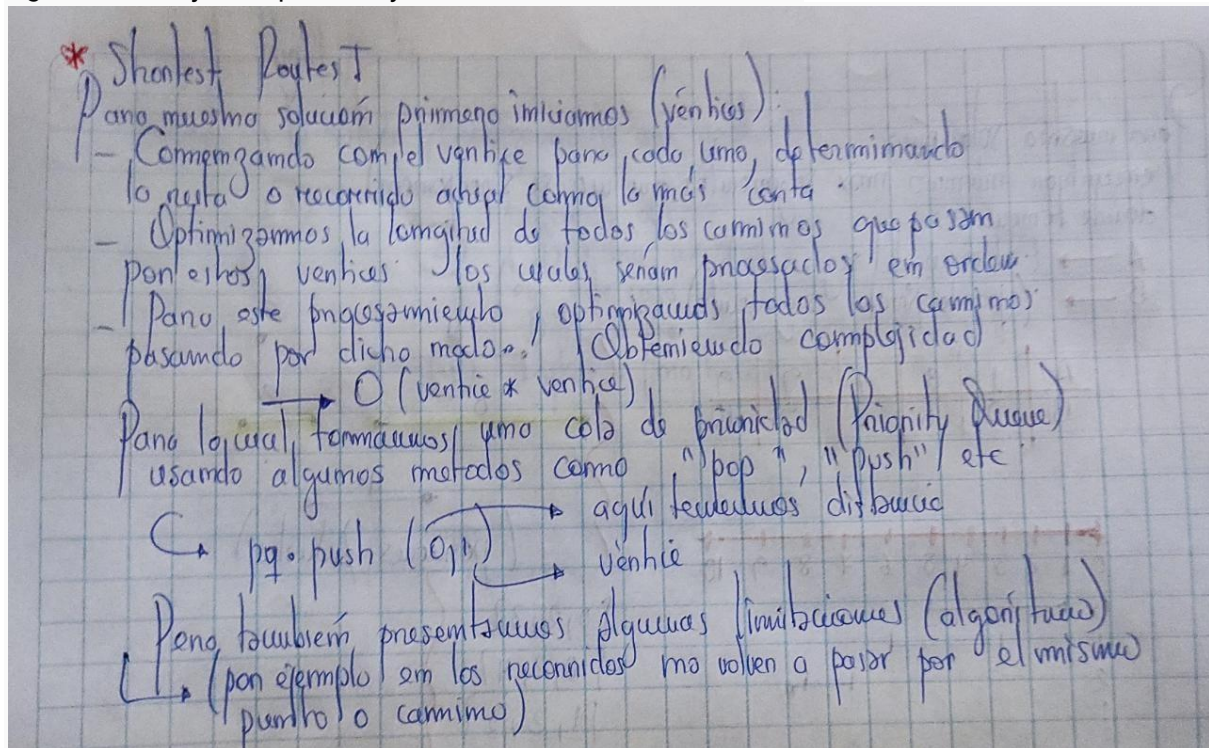 * Shortest Routes I
Para nuestra solución primero iniciamos (vértices)
- Comenzando con el vértice para cada uno, determinando
la ruta o recorrido actual como la más corta.
- Optimizamos la longitud de todos los caminos que pasan
por estos vertices los cuales serán procesados en orden.
- Para este procesamiento, optimizamos todos los caminos
pasando por dicho nodo. Obteniendo complejidad
→ O (vertice * vertice)
Para lo cual, formamos una cola de prioridad (Priority Queue)
usando algunos metodos como "pop", "push" etc
aquí tendremos distancia
pq.push (0,1)
vértice
Pero también presentamos algunas limitaciones (algoritmo)
(por ejemplo en los recorridos no volver a pasar por el mismo
punto o camino)